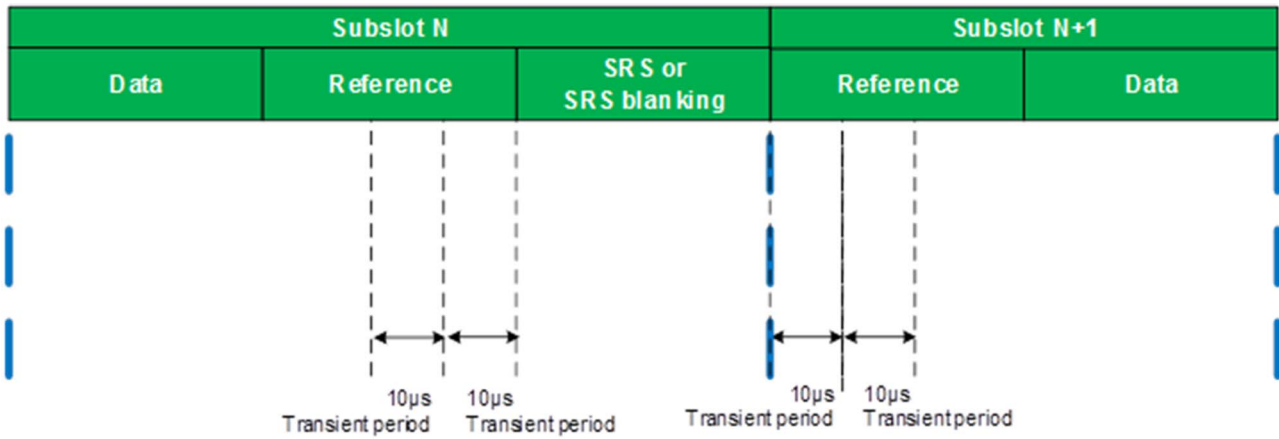 Subslot N
Subslot N+1
Data
Reference
SRS or
SRS blanking
Reference
Data
10µs
Transient period
10µs
Transient period
10µs
Transient period
10µs
Transient period